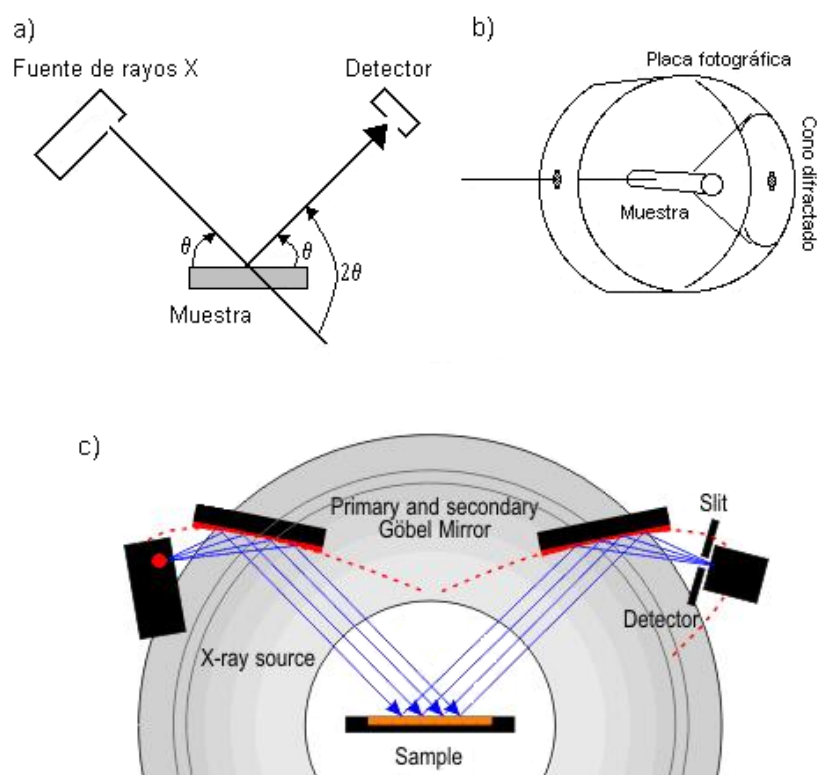 a)
Fuente de rayos X
Detector
θ
θ
2θ
Muestra
b)
Placa fotográfica
Muestra
Cono difractado
c)
Primary and secondary
Göbel Mirror
Slit
Detector
X-ray source
Sample